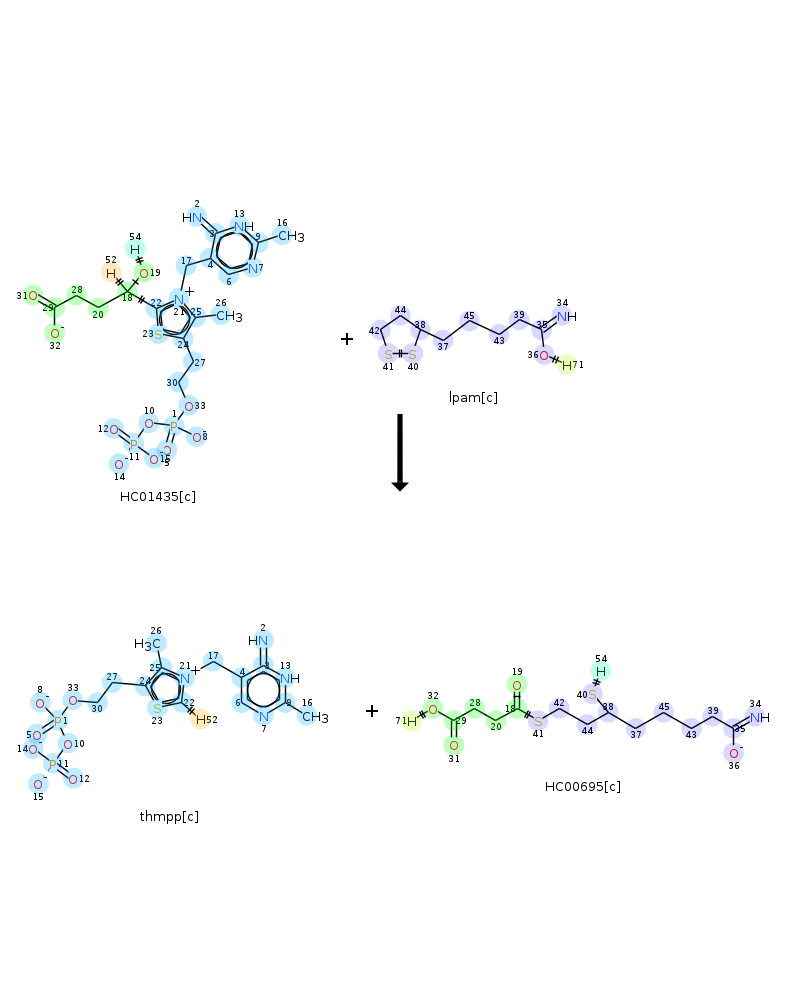 2
HN
13
NH
3
9
16
CH3
4
N7
6
17
54
H
52
H
O19
18
31 O
28
29
20
O-
32
22
N+
21
25
26
CH3
S
23
24
27
30
O33
10
O
1
P
12 O
P
11
O-
8
O
5
O-
15
O-
14
HC01435[c]
+
44
42
38
S
41
S
40
37
45
43
39
35
34
NH
36 O
H71
lpam[c]
26
H3C
25
21
N+
24
S
23
22
H52
17
2
HN
3
13
NH
4
6
N
7
9
16
CH3
33
O
27
30
8
O-
P1
5
O
10
O
14
O-
P
11
O
12
O-
15
thmpp[c]
+
71 H
32
O
29
O
31
28
20
19
O
18
S
41
42
44
54
H
40 S
38
37
45
43
39
35
34
NH
O-
36
HC00695[c]